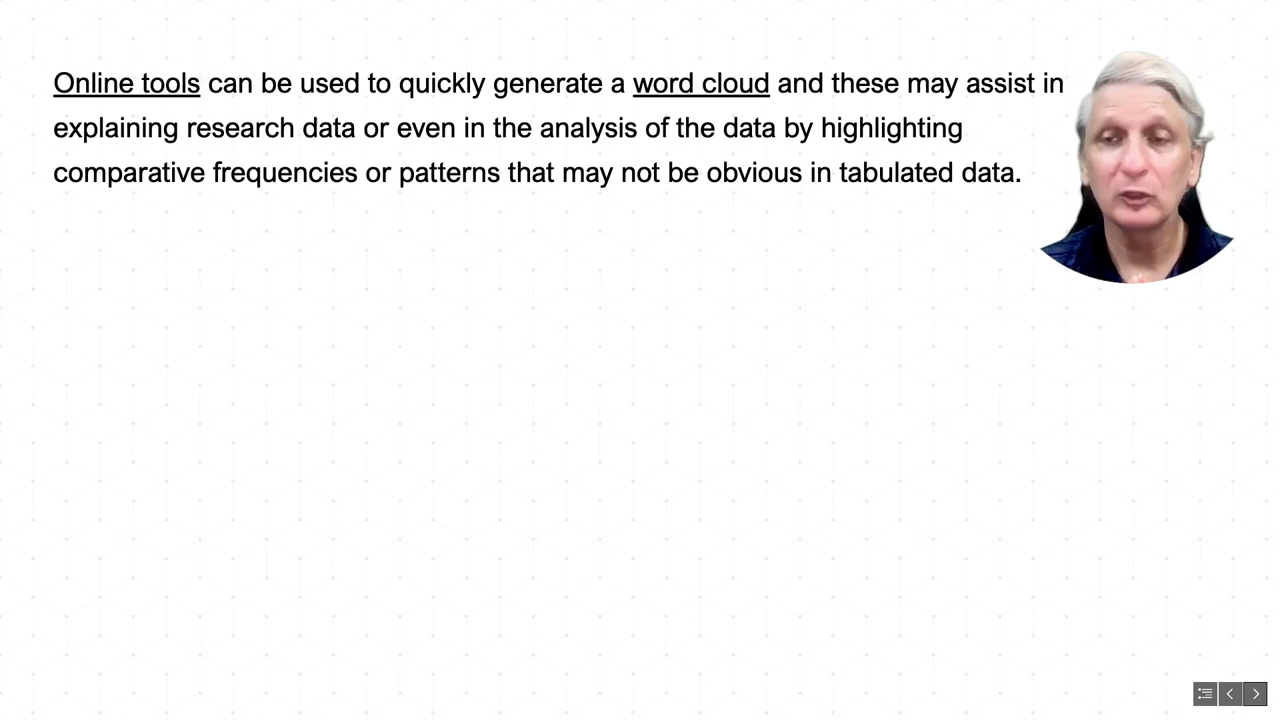 Online tools can be used to quickly generate a word cloud and these may assist in
explaining research data or even in the analysis of the data by highlighting
comparative frequencies or patterns that may not be obvious in tabulated data.